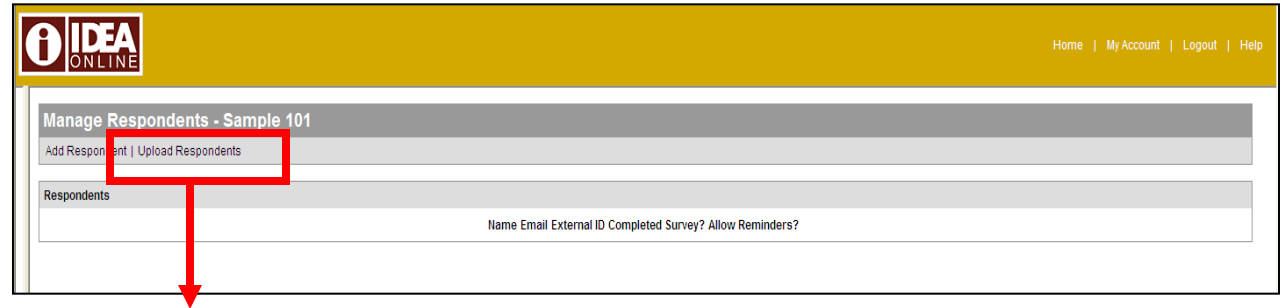 i IDEA
ONLINE
Home | My Account | Logout | Help
Manage Respondents - Sample 101
Add Respondent | Upload Respondents
Respondents
Name Email External ID Completed Survey? Allow Reminders?